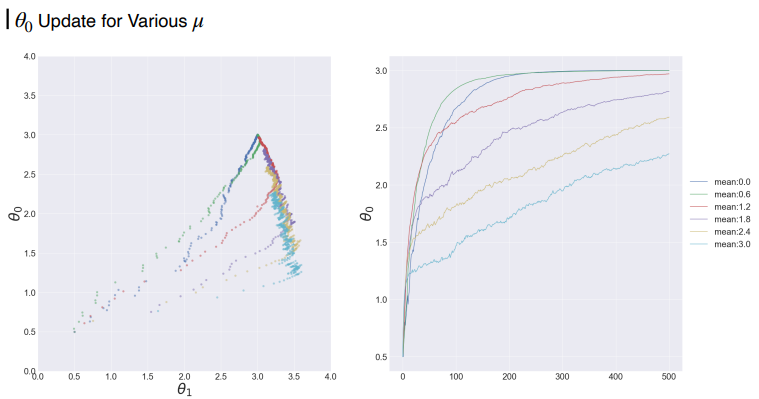 θ0 Update for Various μ
4.0
3.5
3.0
2.5
2.0
1.5
1.0
0.5
0.0
θ0
0.0 0.5 1.0 1.5 2.0 2.5 3.0 3.5 4.0
θ1
3.0
2.5
2.0
1.5
1.0
0.5
θ0
0 100 200 300 400 500
mean:0.0
mean:0.6
mean:1.2
mean:1.8
mean:2.4
mean:3.0